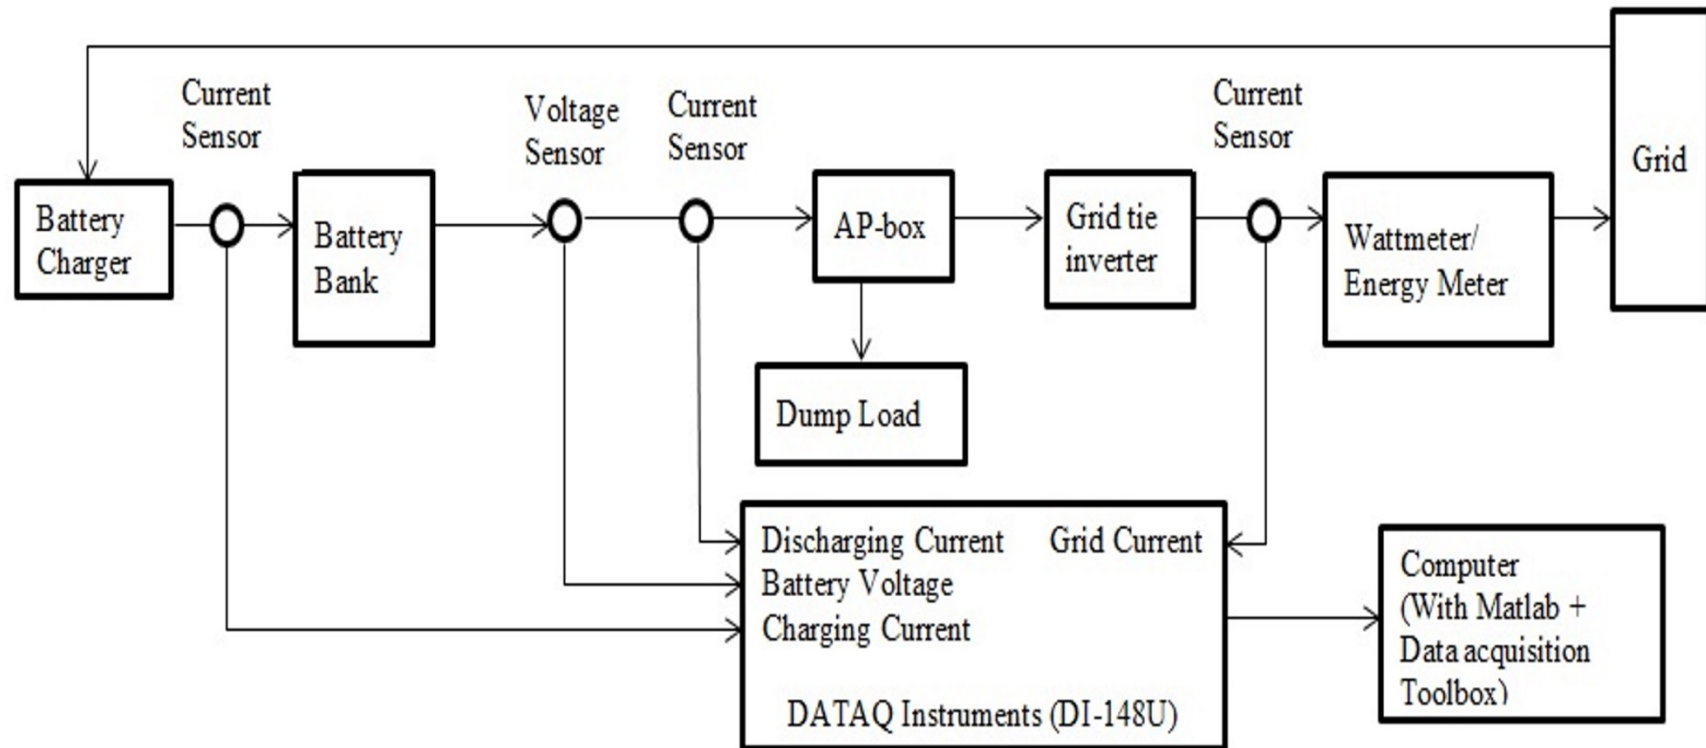 Current
Sensor
Voltage
Sensor
Current
Sensor
Current
Sensor
Grid
Battery
Charger
Battery
Bank
AP-box
Grid tie
inverter
Wattmeter/
Energy Meter
Dump Load
Discharging Current
Grid Current
Battery Voltage
Charging Current
DATAQ Instruments (DI-148U)
Computer
(With Matlab +
Data acquisition
Toolbox)